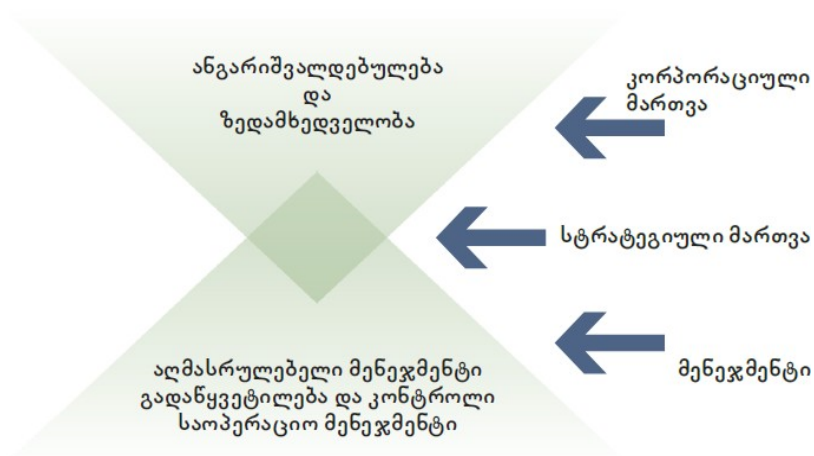 ანგარიშვალდებულება
და
ზედამხედველობა
კორპორაციული
მართვა
სტრატეგიული მართვა
აღმასრულებელი მენეჯმენტი
გადაწყვეტილება და კონტროლი
საოპერაციო მენეჯმენტი
მენეჯმენტი